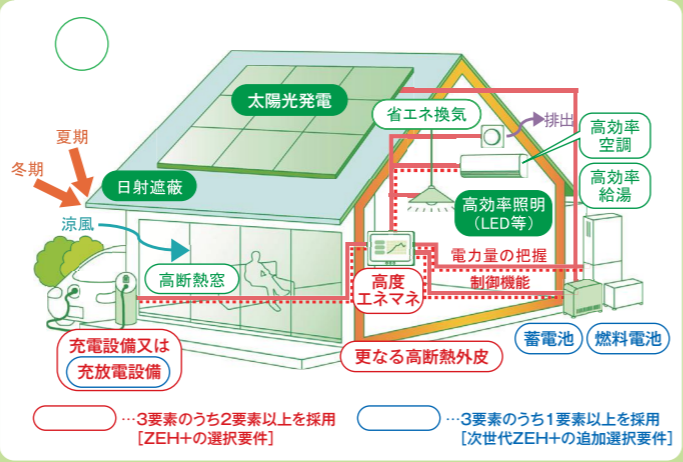 太陽光発電
省エネ換気
排出
高効率
空調
夏期
冬期
日射遮蔽
高効率
給湯
高効率照明
（LED等）
涼風
電力量の把握
高断熱窓
高度
エネマネ
制御機能
充電設備又は
充放電設備
更なる高断熱外皮
蓄電池
燃料電池
…3要素のうち2要素以上を採用
［ZEH+の選択要件］
…3要素のうち1要素以上を採用
［次世代ZEH+の追加選択要件］